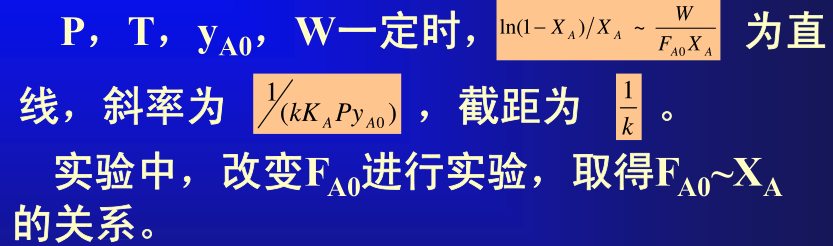 P，T，yA0，W一定时，ln(1−XA)/XA ~ W/(FA0XA) 为直
线，斜率为 1/(kKAPyA0) ，截距为 1/k 。
实验中，改变FA0进行实验，取得FA0~XA
的关系。